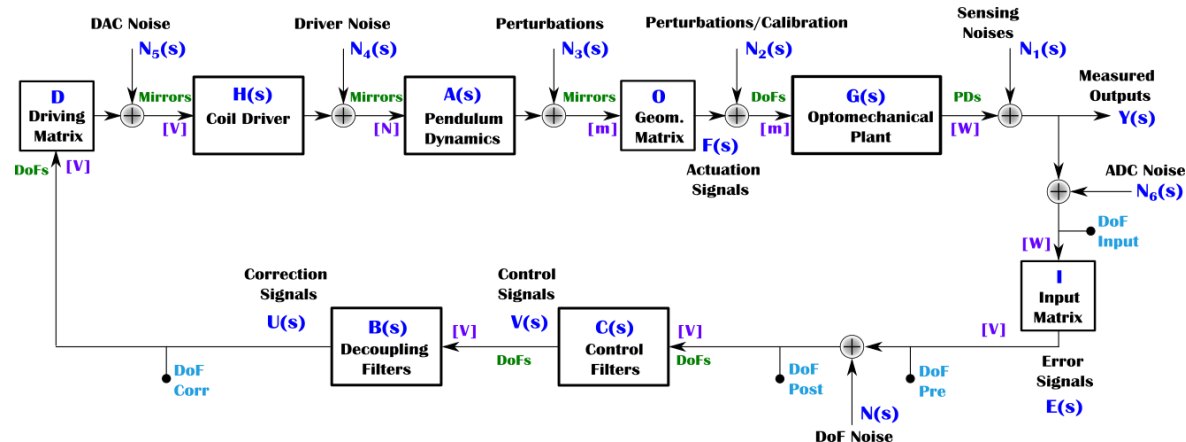 DAC Noise
N₅(s)
Driver Noise
N₄(s)
Perturbations
N₃(s)
Perturbations/Calibration
N₂(s)
Sensing
Noises
N₁(s)
Measured
Outputs
Y(s)
D
Driving
Matrix
Mirrors
[V]
H(s)
Coil Driver
Mirrors
[N]
A(s)
Pendulum
Dynamics
Mirrors
[m]
O
Geom.
Matrix
F(s)
Actuation
Signals
DoFs
[m]
G(s)
Optomechanical
Plant
PDs
[W]
ADC Noise
N₆(s)
DoF
Input
[W]
I
Input
Matrix
[V]
Error
Signals
E(s)
DoF
Pre
N(s)
DoF Noise
DoF
Post
[V]
DoFs
C(s)
Control
Filters
Control
Signals
V(s)
[V]
DoFs
B(s)
Decoupling
Filters
Correction
Signals
U(s)
DoF
Corr
DoFs
[V]